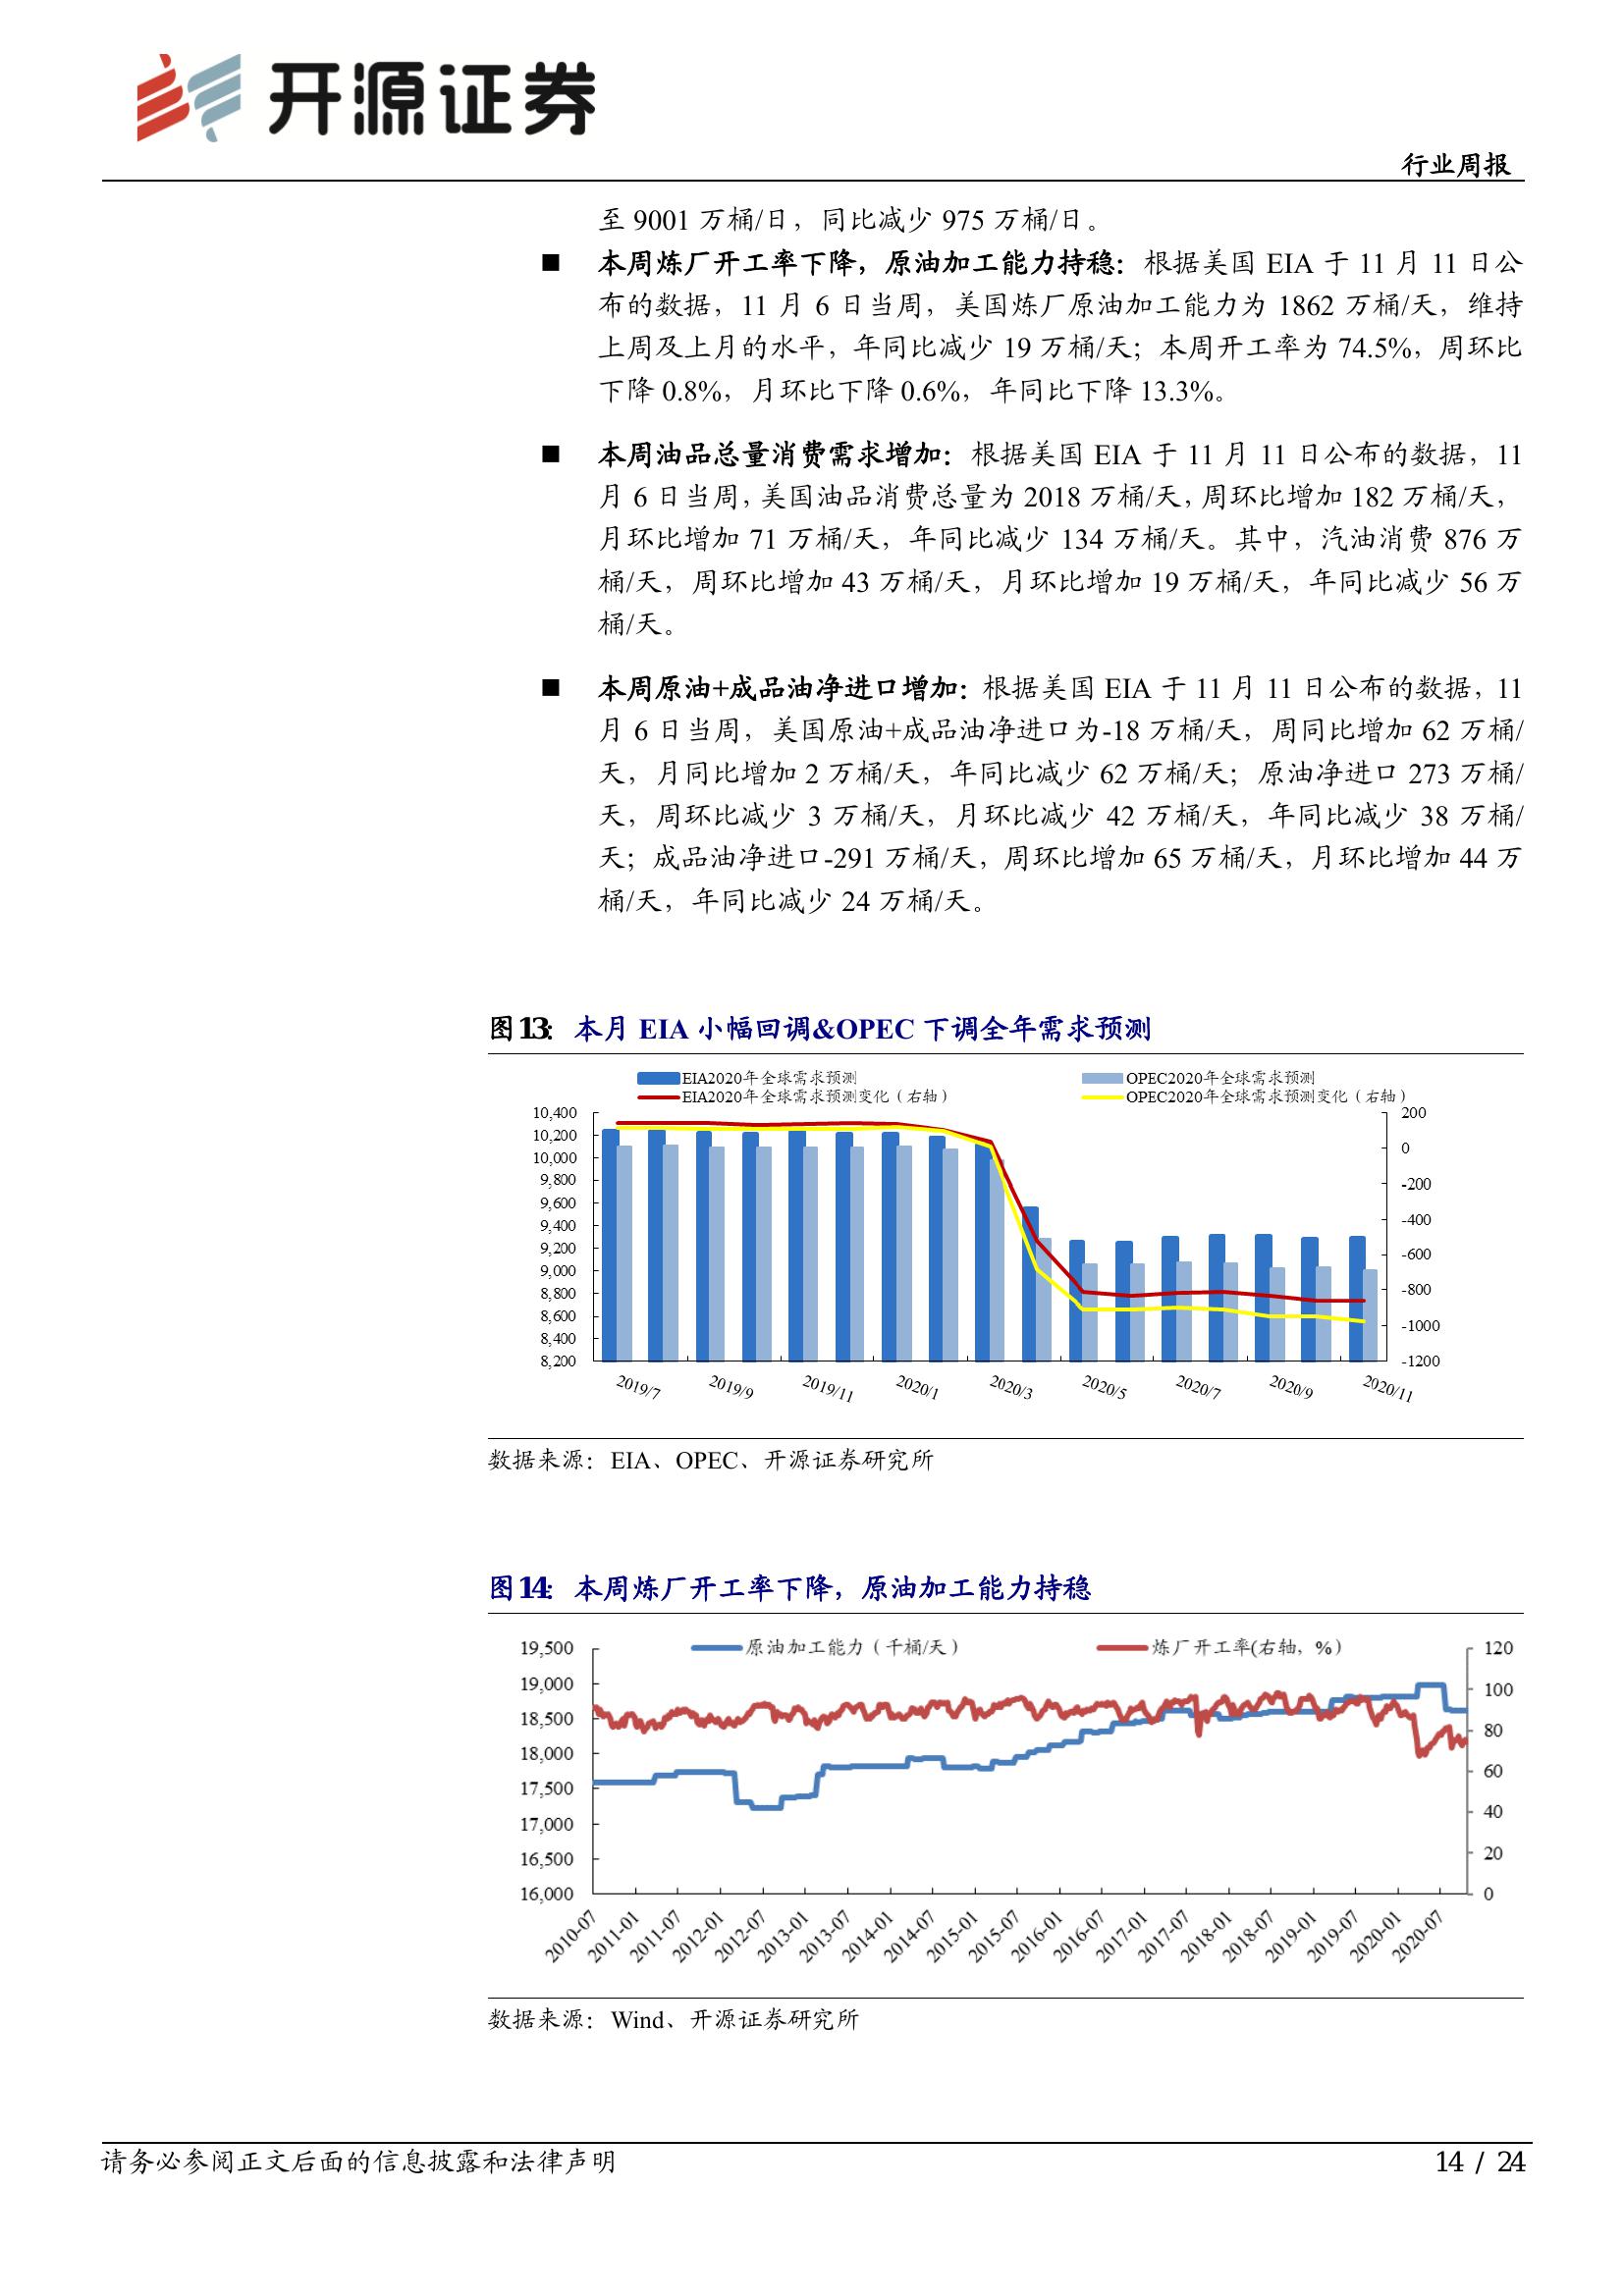 开源证券
行业周报
至 9001 万桶/日，同比减少 975 万桶/日。
■ 本周炼厂开工率下降，原油加工能力持稳：根据美国 EIA 于 11 月 11 日公
布的数据，11 月 6 日当周，美国炼厂原油加工能力为 1862 万桶/天，维持
上周及上月的水平，年同比减少 19 万桶/天；本周开工率为 74.5%，周环比
下降 0.8%，月环比下降 0.6%，年同比下降 13.3%。
■ 本周油品总量消费需求增加：根据美国 EIA 于 11 月 11 日公布的数据，11
月 6 日当周，美国油品消费总量为 2018 万桶/天，周环比增加 182 万桶/天，
月环比增加 71 万桶/天，年同比减少 134 万桶/天。其中，汽油消费 876 万
桶/天，周环比增加 43 万桶/天，月环比增加 19 万桶/天，年同比减少 56 万
桶/天。
■ 本周原油+成品油净进口增加：根据美国 EIA 于 11 月 11 日公布的数据，11
月 6 日当周，美国原油+成品油净进口为-18 万桶/天，周同比增加 62 万桶/
天，月同比增加 2 万桶/天，年同比减少 62 万桶/天；原油净进口 273 万桶/
天，周环比减少 3 万桶/天，月环比减少 42 万桶/天，年同比减少 38 万桶/
天；成品油净进口-291 万桶/天，周环比增加 65 万桶/天，月环比增加 44 万
桶/天，年同比减少 24 万桶/天。
图13： 本月 EIA 小幅回调&OPEC 下调全年需求预测
EIA2020年全球需求预测 OPEC2020年全球需求预测
EIA2020年全球需求预测变化（右轴） OPEC2020年全球需求预测变化（右轴）
10,400
10,200
10,000
9,800
9,600
9,400
9,200
9,000
8,800
8,600
8,400
8,200
200
0
-200
-400
-600
-800
-1000
-1200
2019/7 2019/9 2019/11 2020/1 2020/3 2020/5 2020/7 2020/9 2020/11
数据来源：EIA、OPEC、开源证券研究所
图14： 本周炼厂开工率下降，原油加工能力持稳
原油加工能力（千桶/天） 炼厂开工率(右轴，%）
19,500
19,000
18,500
18,000
17,500
17,000
16,500
16,000
120
100
80
60
40
20
0
2010-07 2011-01 2011-07 2012-01 2012-07 2013-01 2013-07 2014-01 2014-07 2015-01 2015-07 2016-01 2016-07 2017-01 2017-07 2018-01 2018-07 2019-01 2019-07 2020-01 2020-07
数据来源：Wind、开源证券研究所
请务必参阅正文后面的信息披露和法律声明
14 / 24